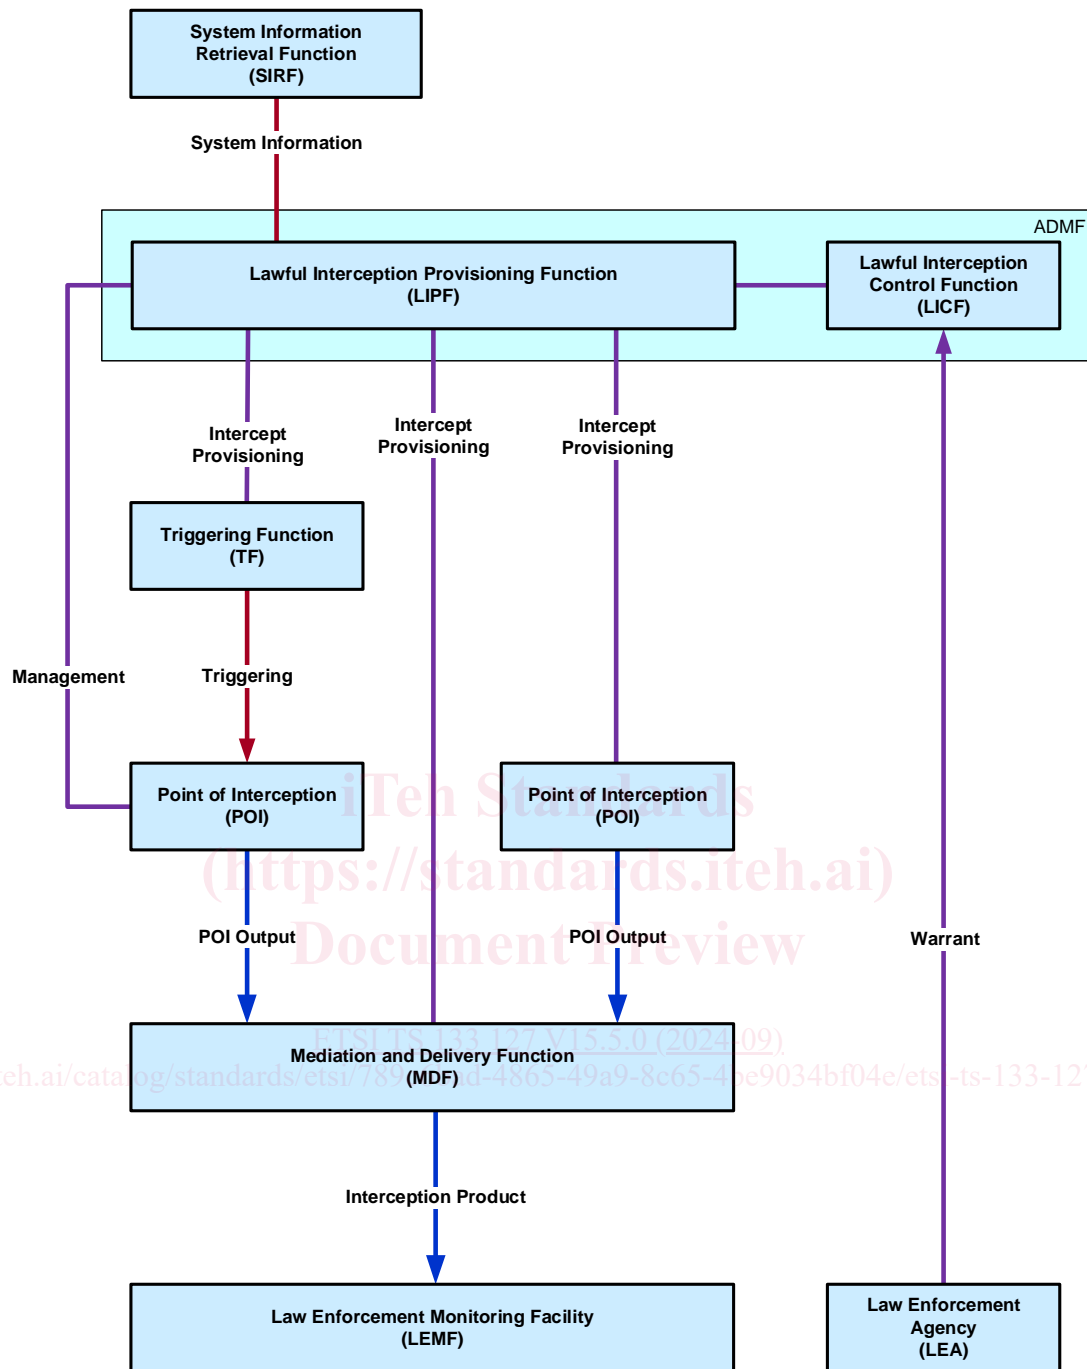 System Information
Retrieval Function
(SIRF)
System Information
ADMF
Lawful Interception Provisioning Function
(LIPF)
Lawful Interception
Control Function
(LICF)
Intercept
Provisioning
Intercept
Provisioning
Intercept
Provisioning
Triggering Function
(TF)
Management
Triggering
Point of Interception
(POI)
Point of Interception
(POI)
iTeh Standards
(https://standards.iteh.ai)
Document Preview
POI Output
POI Output
Warrant
ETSI TS 133 127 V15.5.0 (2024-09)
Mediation and Delivery Function
(MDF)
Interception Product
Law Enforcement Monitoring Facility
(LEMF)
Law Enforcement
Agency
(LEA)